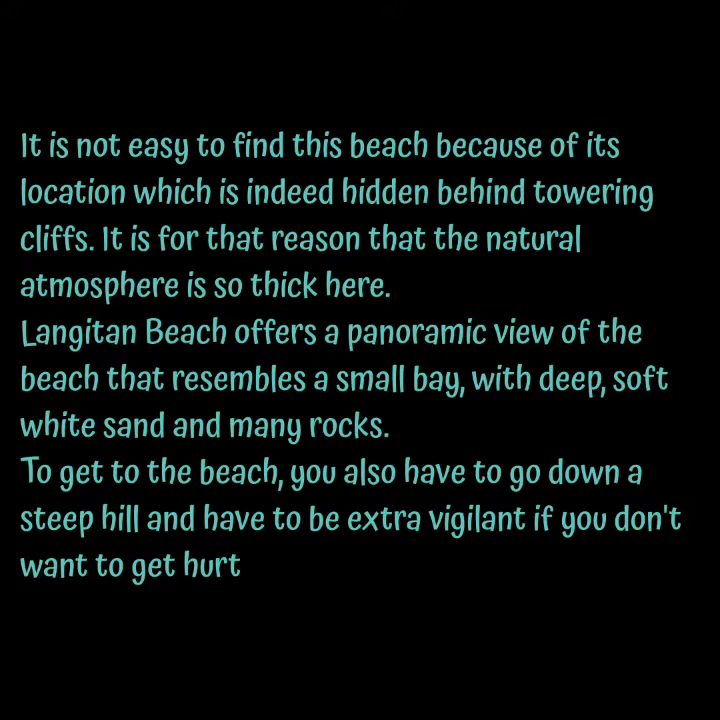 It is not easy to find this beach because of its
location which is indeed hidden behind towering
cliffs. It is for that reason that the natural
atmosphere is so thick here.
Langitan Beach offers a panoramic view of the
beach that resembles a small bay, with deep, soft
white sand and many rocks.
To get to the beach, you also have to go down a
steep hill and have to be extra vigilant if you don't
want to get hurt